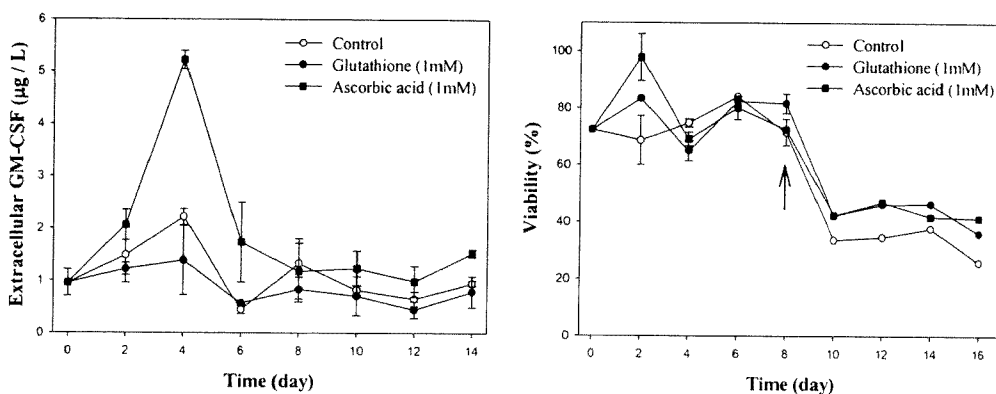 Extracellular GM-CSF (µg / L)
6
5
4
3
2
1
0
Control
Glutathione (1mM)
Ascorbic acid (1mM)
0 2 4 6 8 10 12 14
Time (day)
Viability (%)
100
80
60
40
20
0
Control
Glutathione (1mM)
Ascorbic acid (1mM)
0 2 4 6 8 10 12 14 16
Time (day)